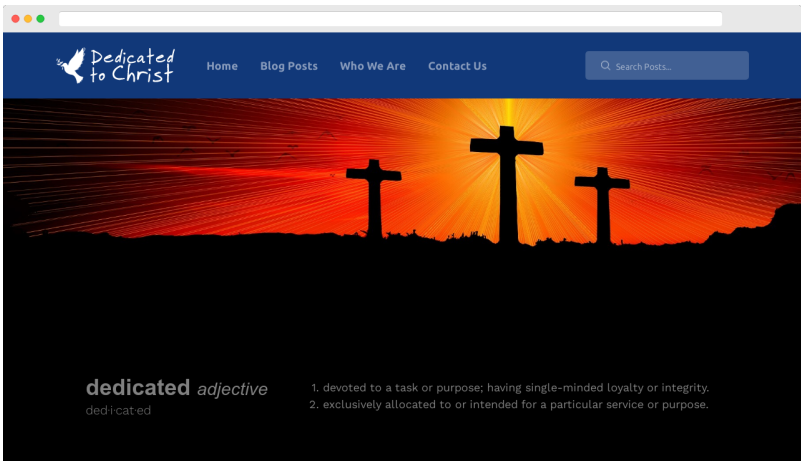 Dedicated
to Christ
Home Blog Posts Who We Are Contact Us
Search Posts...
dedicated adjective
ded·i·cat·ed
1. devoted to a task or purpose; having single-minded loyalty or integrity.
2. exclusively allocated to or intended for a particular service or purpose.